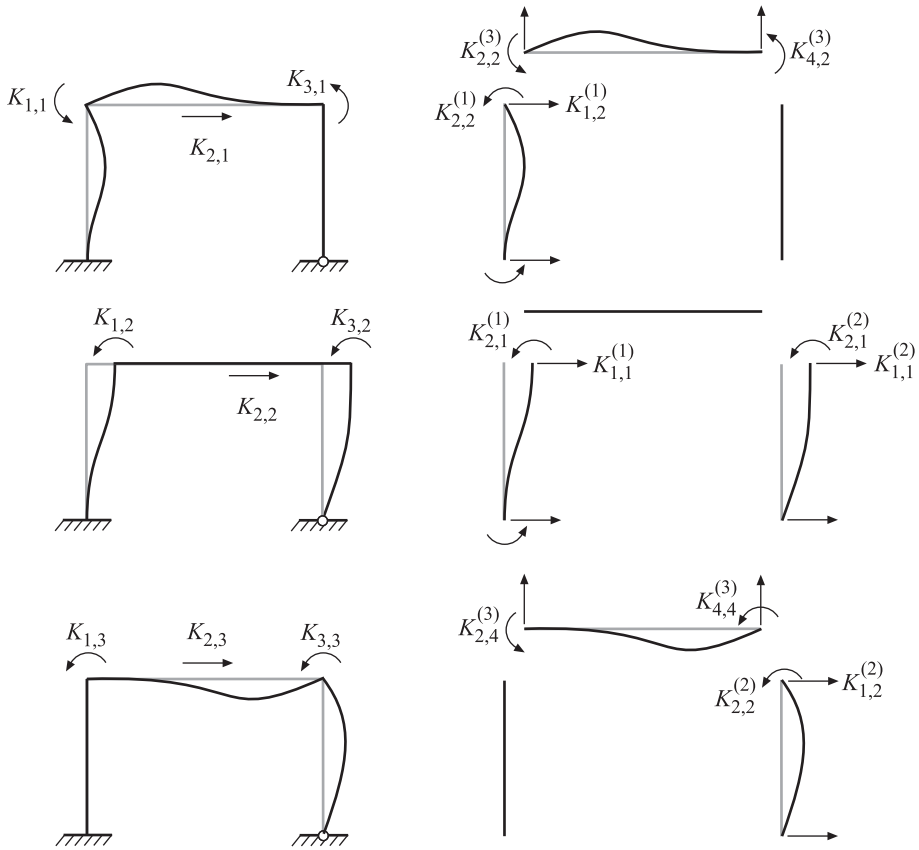 K_{1,1}
K_{3,1}
K_{2,1}
K_{2,2}^{(3)}
K_{4,2}^{(3)}
K_{2,2}^{(1)}
K_{1,2}^{(1)}
K_{1,2}
K_{3,2}
K_{2,2}
K_{2,1}^{(1)}
K_{1,1}^{(1)}
K_{2,1}^{(2)}
K_{1,1}^{(2)}
K_{1,3}
K_{2,3}
K_{3,3}
K_{2,4}^{(3)}
K_{4,4}^{(3)}
K_{2,2}^{(2)}
K_{1,2}^{(2)}